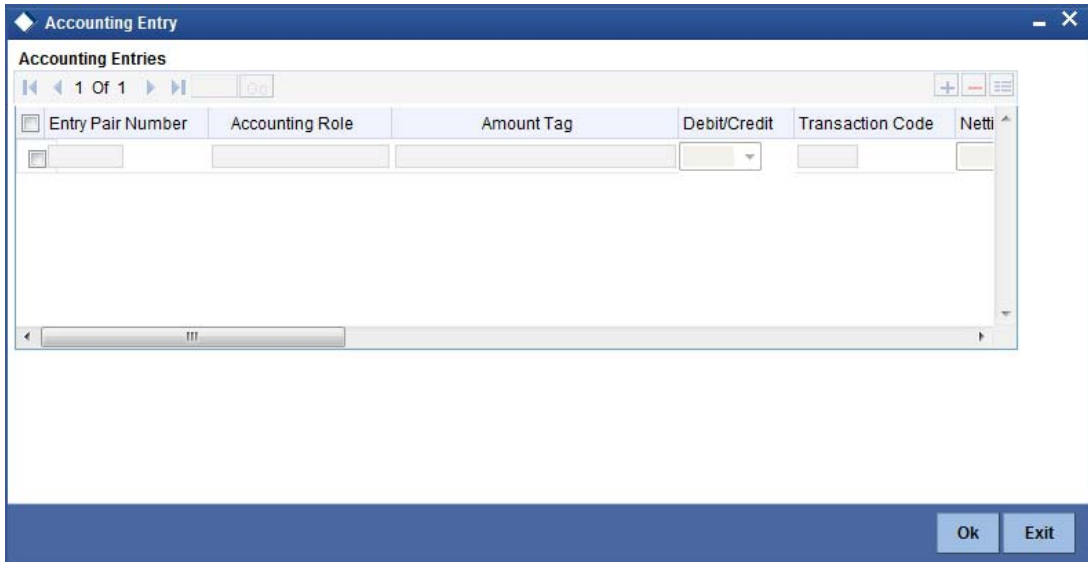 Accounting Entry
Accounting Entries
1 Of 1 Go
Entry Pair Number Accounting Role Amount Tag Debit/Credit Transaction Code Netti
Ok Exit